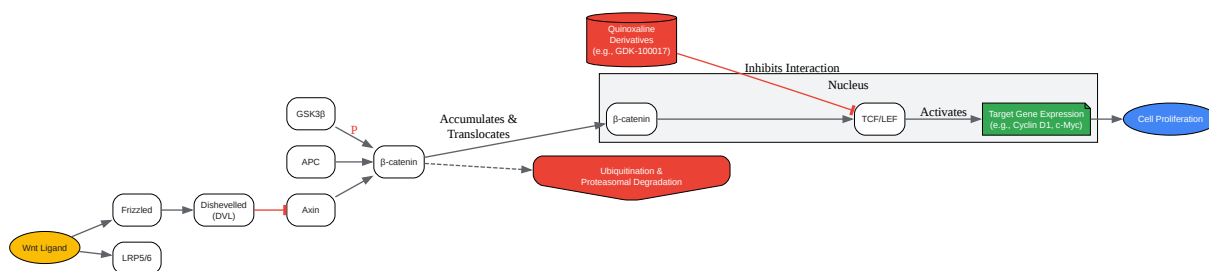 Quinoxaline
Derivatives
(e.g., GDK-100017)
Inhibits Interaction
Nucleus
GSK3β
P
Accumulates &
Translocates
β-catenin
TCF/LEF
Activates
Target Gene Expression
(e.g., Cyclin D1, c-Myc)
Cell Proliferation
APC
β-catenin
Ubiquitination &
Proteasomal Degradation
Frizzled
Dishevelled
(DVL)
Axin
Wnt Ligand
LRP5/6